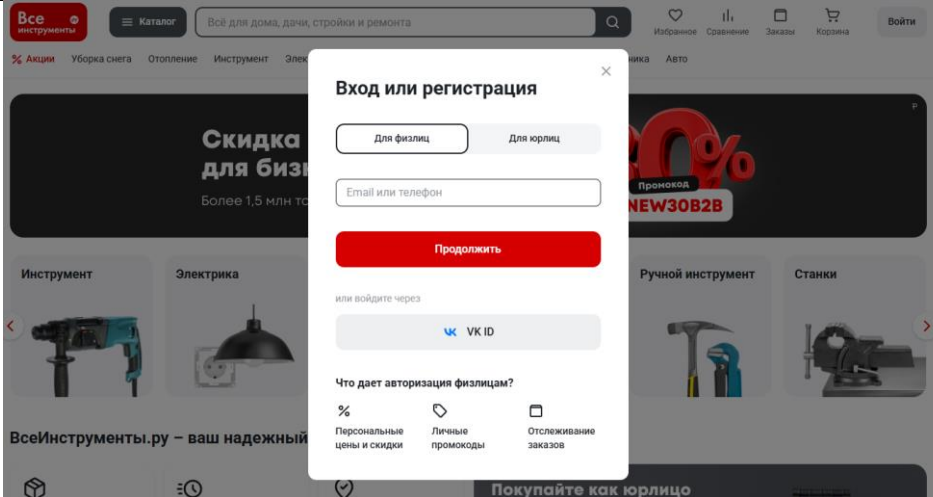 Все
инструменты
Каталог
Всё для дома, дачи, стройки и ремонта
Избранное
Сравнение
Заказы
Корзина
Войти
% Акции
Уборка снега
Отопление
Инструмент
Авто
Вход или регистрация
Для физлиц
Для юрлиц
Email или телефон
Продолжить
или войдите через
VK ID
Что дает авторизация физлицам?
Персональные
цены и скидки
Личные
промокоды
Отслеживание
заказов
Скидка
для
Более 1,5 млн
Промокод
NEW30B2B
Инструмент
Электрика
Ручной инструмент
Станки
ВсеИнструменты.ру – ваш надежный
Покупайте как юрлицо